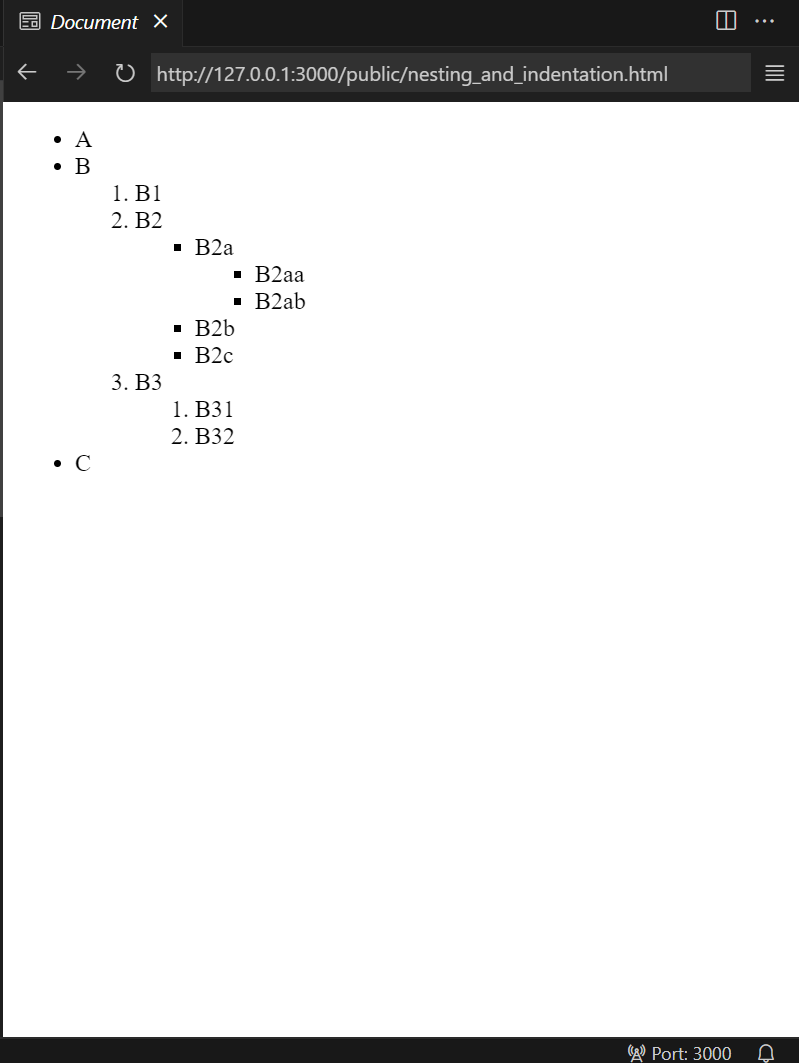 Document
http://127.0.0.1:3000/public/nesting_and_indentation.html
A
B
1. B1
2. B2
B2a
B2aa
B2ab
B2b
B2c
3. B3
1. B31
2. B32
C
Port: 3000